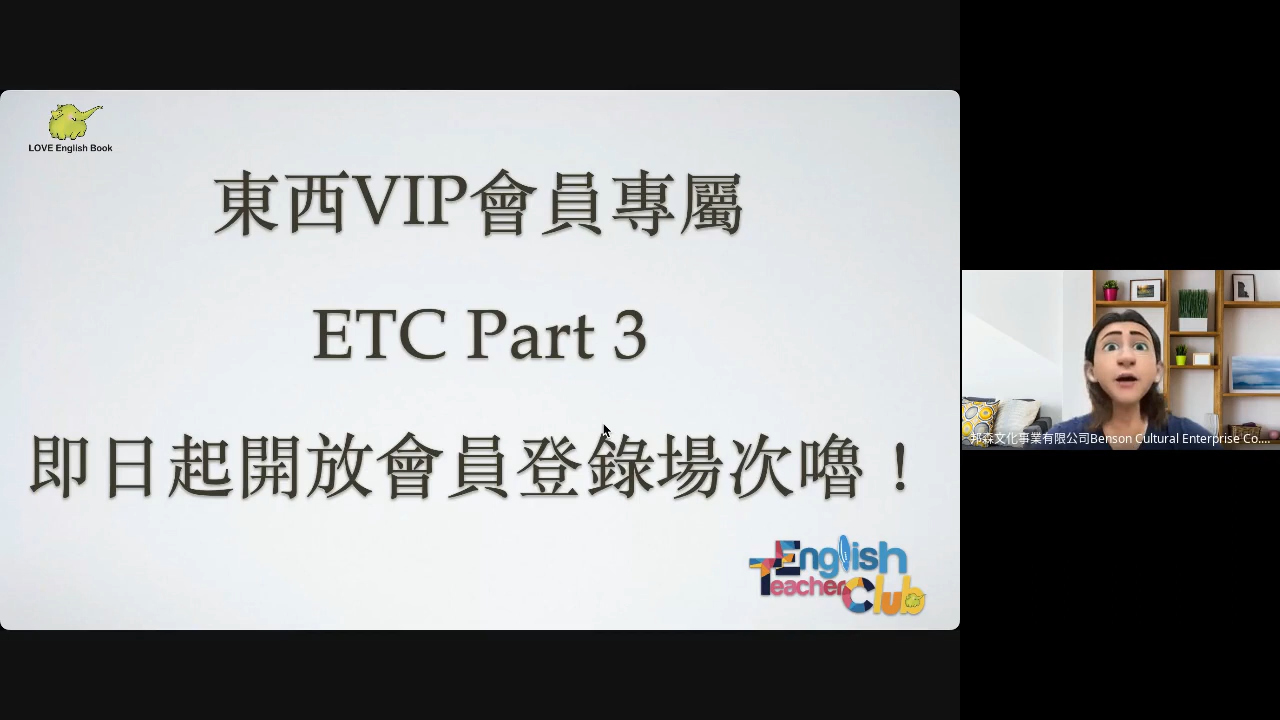 LOVE English Book
東西VIP會員專屬
ETC Part 3
即日起開放會員登錄場次嚕！
English
Teacher
Club
邦森文化事業有限公司Benson Cultural Enterprise Co....